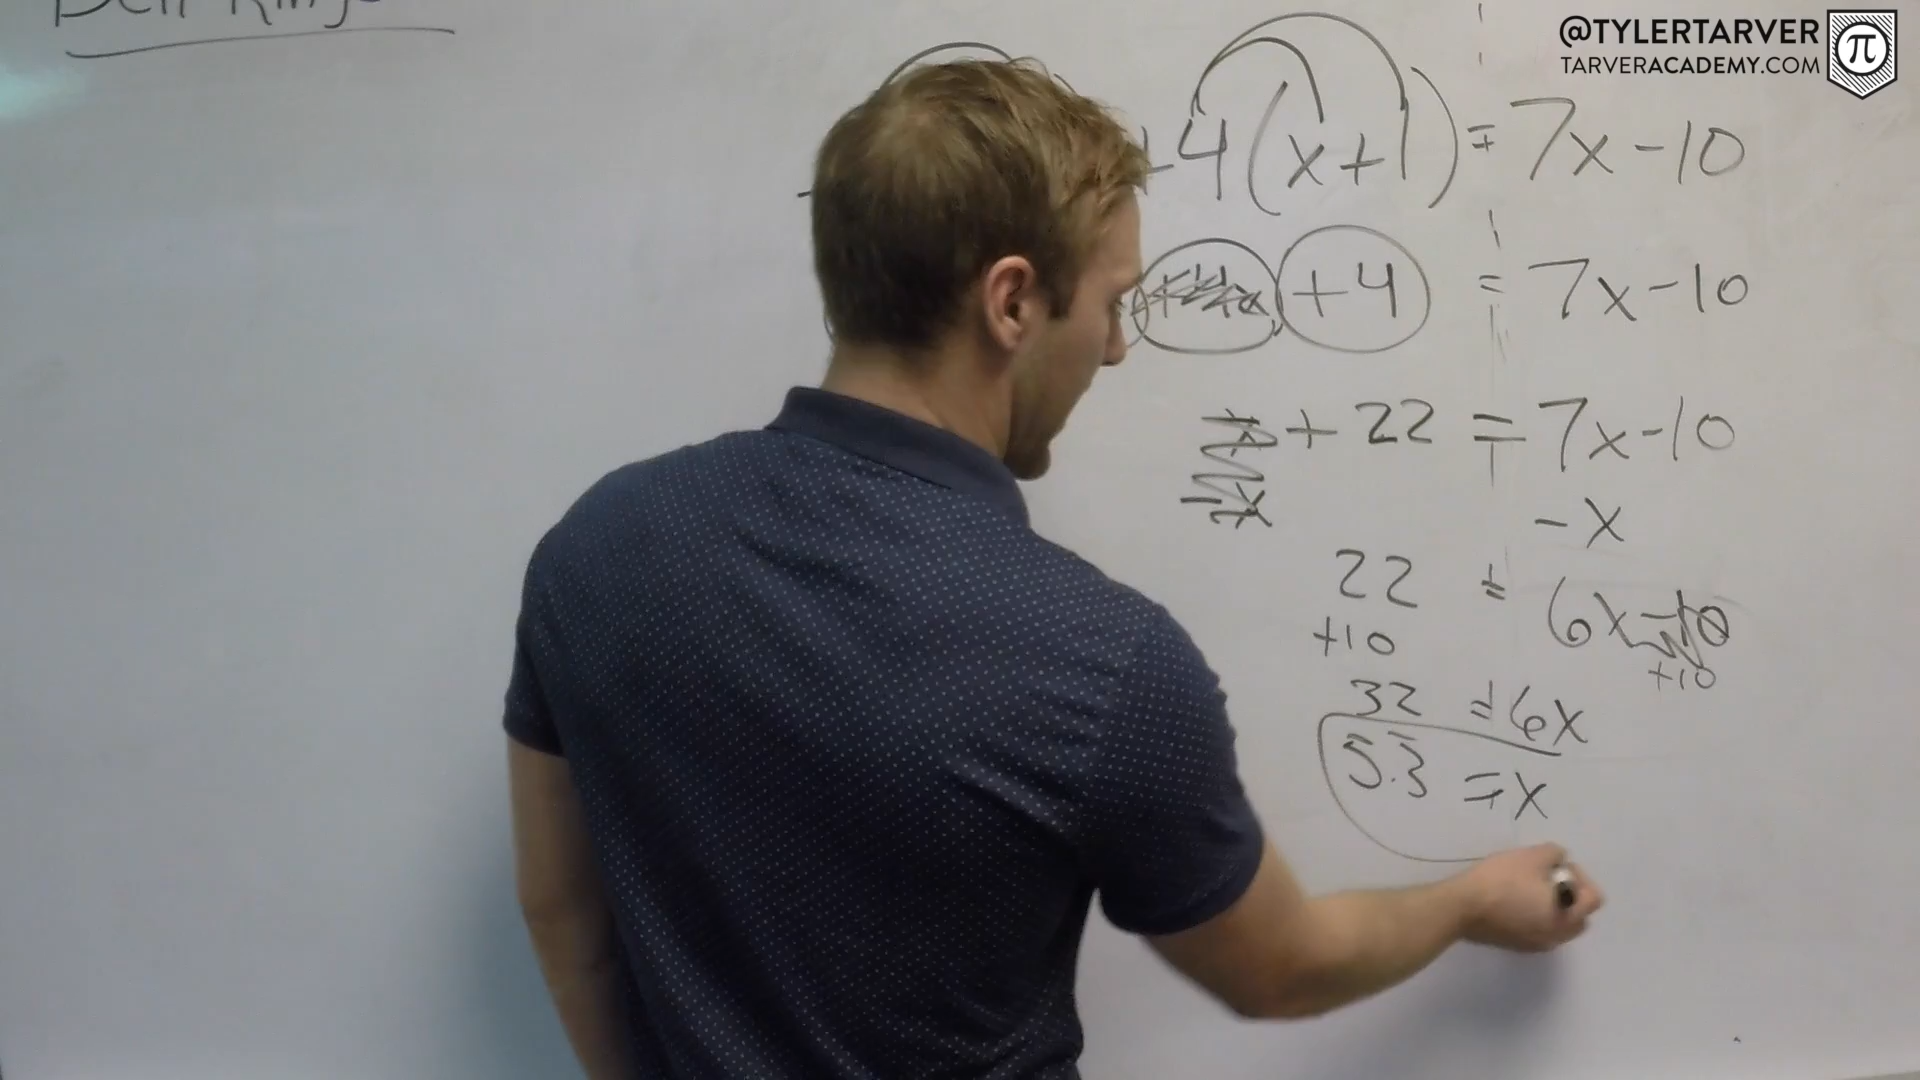 @TYLERTARVER
TARVERACADEMY.COM
π
+4(x+1) = 7x-10
+4 = 7x-10
+ 22 = 7x-10
-x
22 = 6x-10
+10 +10
32 = 6x
5.3 = x